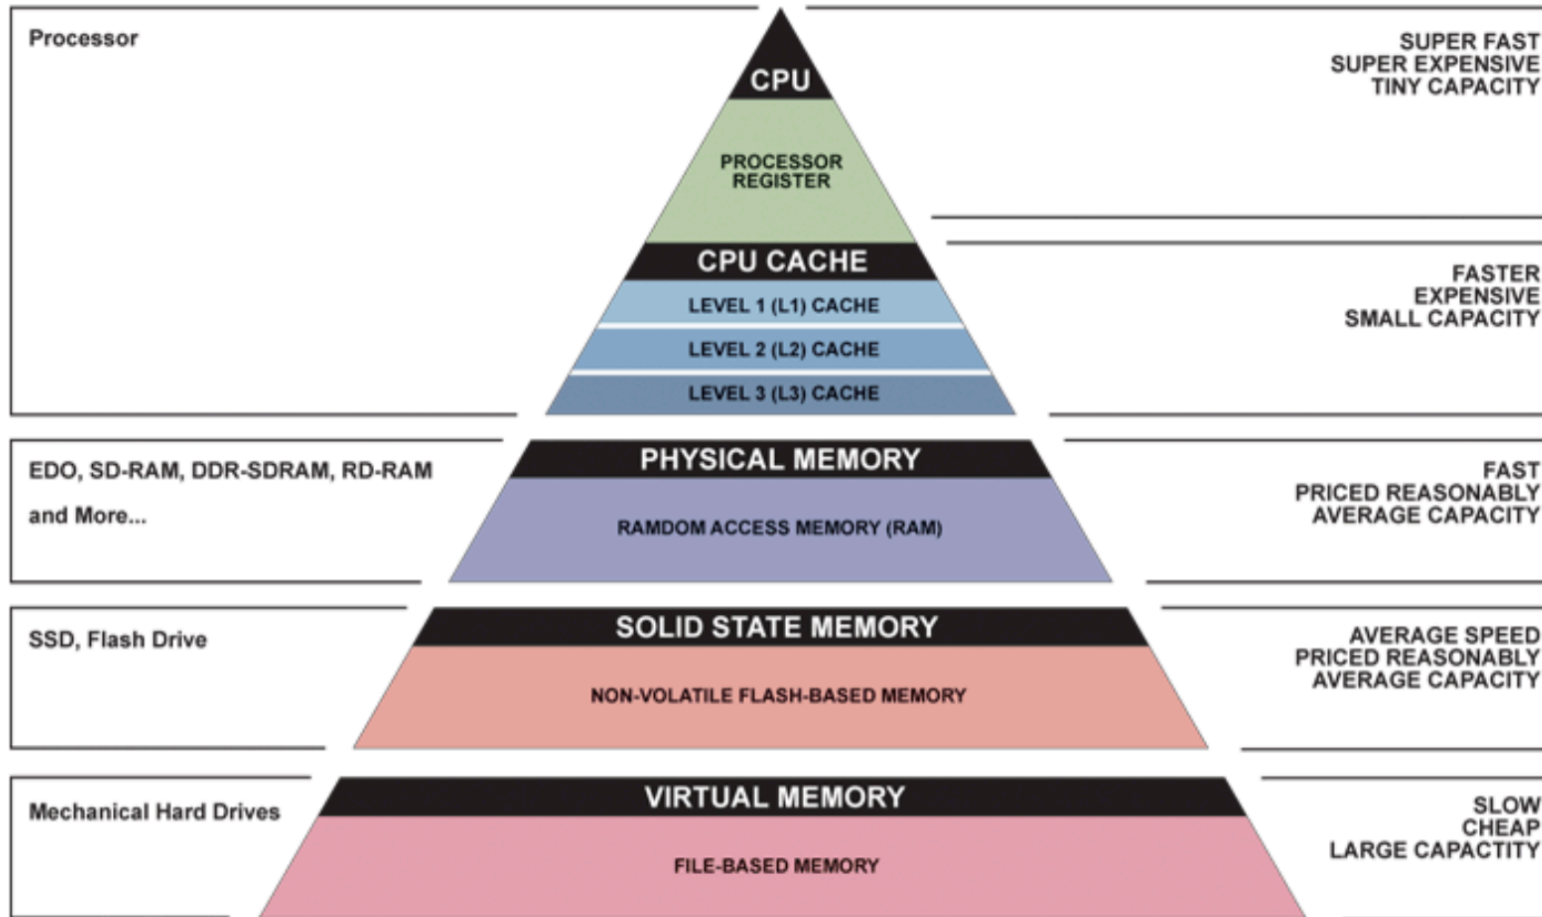 Processor
CPU
SUPER FAST
SUPER EXPENSIVE
TINY CAPACITY
PROCESSOR
REGISTER
CPU CACHE
LEVEL 1 (L1) CACHE
LEVEL 2 (L2) CACHE
LEVEL 3 (L3) CACHE
FASTER
EXPENSIVE
SMALL CAPACITY
EDO, SD-RAM, DDR-SDRAM, RD-RAM
and More...
PHYSICAL MEMORY
RAMDOM ACCESS MEMORY (RAM)
FAST
PRICED REASONABLY
AVERAGE CAPACITY
SSD, Flash Drive
SOLID STATE MEMORY
NON-VOLATILE FLASH-BASED MEMORY
AVERAGE SPEED
PRICED REASONABLY
AVERAGE CAPACITY
Mechanical Hard Drives
VIRTUAL MEMORY
FILE-BASED MEMORY
SLOW
CHEAP
LARGE CAPACTITY